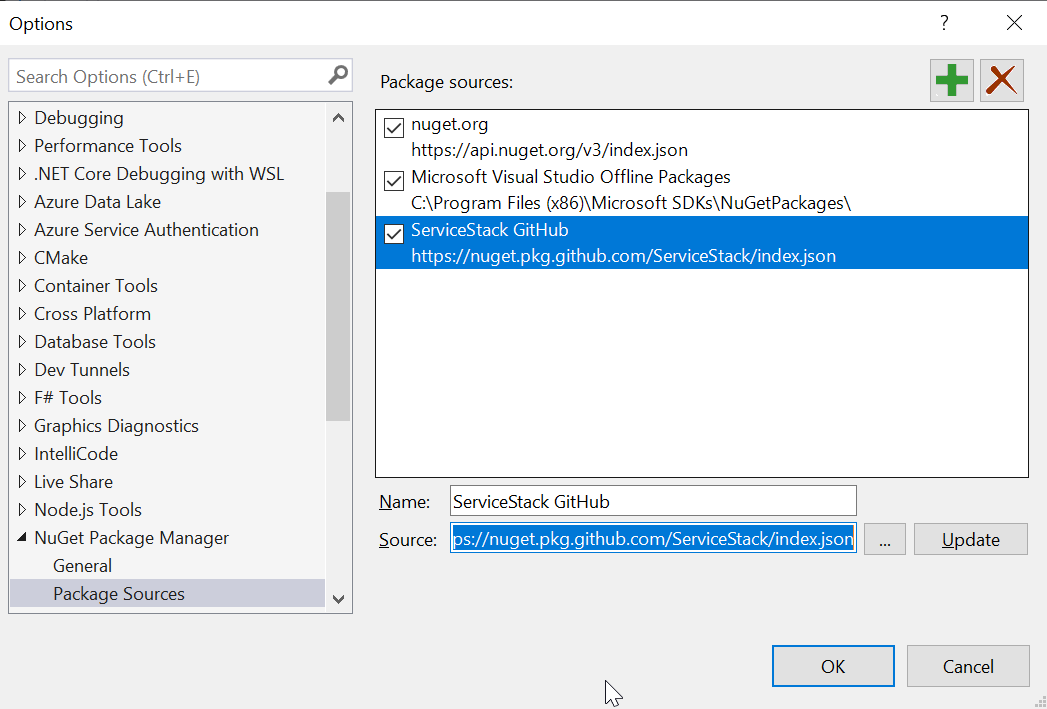 Options
?
Search Options (Ctrl+E)
Debugging
Performance Tools
.NET Core Debugging with WSL
Azure Data Lake
Azure Service Authentication
CMake
Container Tools
Cross Platform
Database Tools
Dev Tunnels
F# Tools
Graphics Diagnostics
IntelliCode
Live Share
Node.js Tools
NuGet Package Manager
General
Package Sources
Package sources:
nuget.org
https://api.nuget.org/v3/index.json
Microsoft Visual Studio Offline Packages
C:\Program Files (x86)\Microsoft SDKs\NuGetPackages\
ServiceStack GitHub
https://nuget.pkg.github.com/ServiceStack/index.json
Name: ServiceStack GitHub
Source: ps://nuget.pkg.github.com/ServiceStack/index.json ... Update
OK Cancel